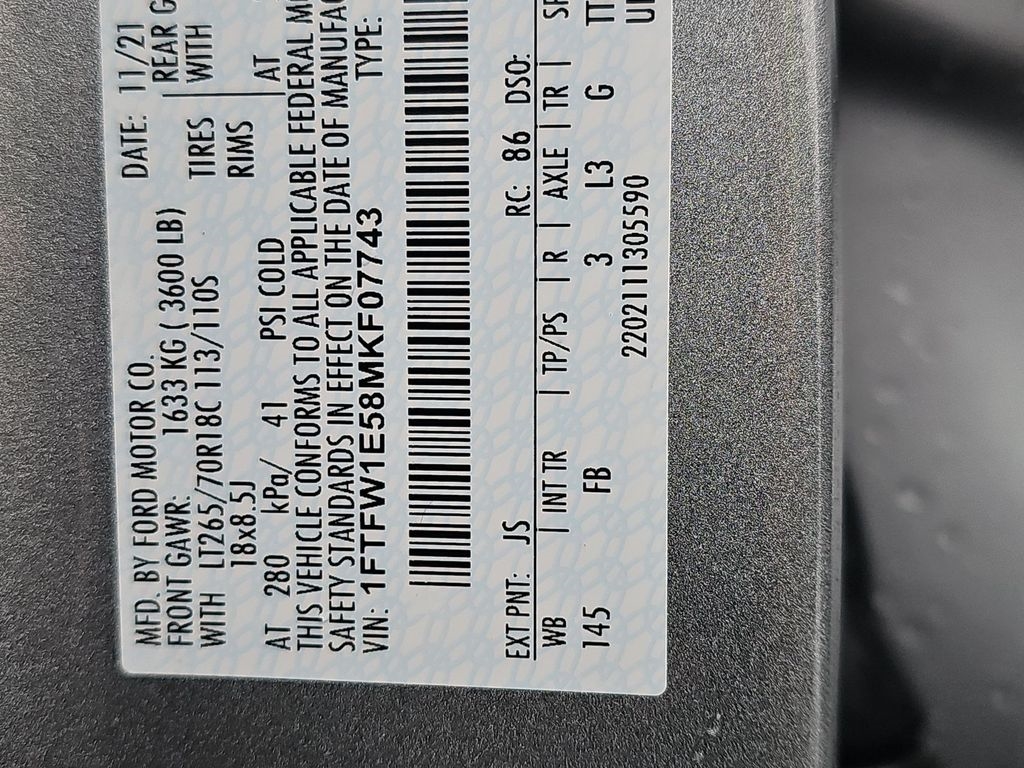 MFD. BY FORD MOTOR CO. DATE: 11/21
FRONT GAWR: 1633 KG ( 3600 LB) REAR G
WITH LT265/70R18C 113/110S TIRES WITH
18x8.5J RIMS
AT 280 kPa/ 41 PSI COLD AT
THIS VEHICLE CONFORMS TO ALL APPLICABLE FEDERAL M
SAFETY STANDARDS IN EFFECT ON THE DATE OF MANUFAC
VIN: 1FTFW1E58MKF07743 TYPE:
EXT PNT: JS RC: 86 DSO:
WB | INT TR | TP/PS | R | AXLE | TR | SP
145 FB 3 L3 G TT
2202111305590